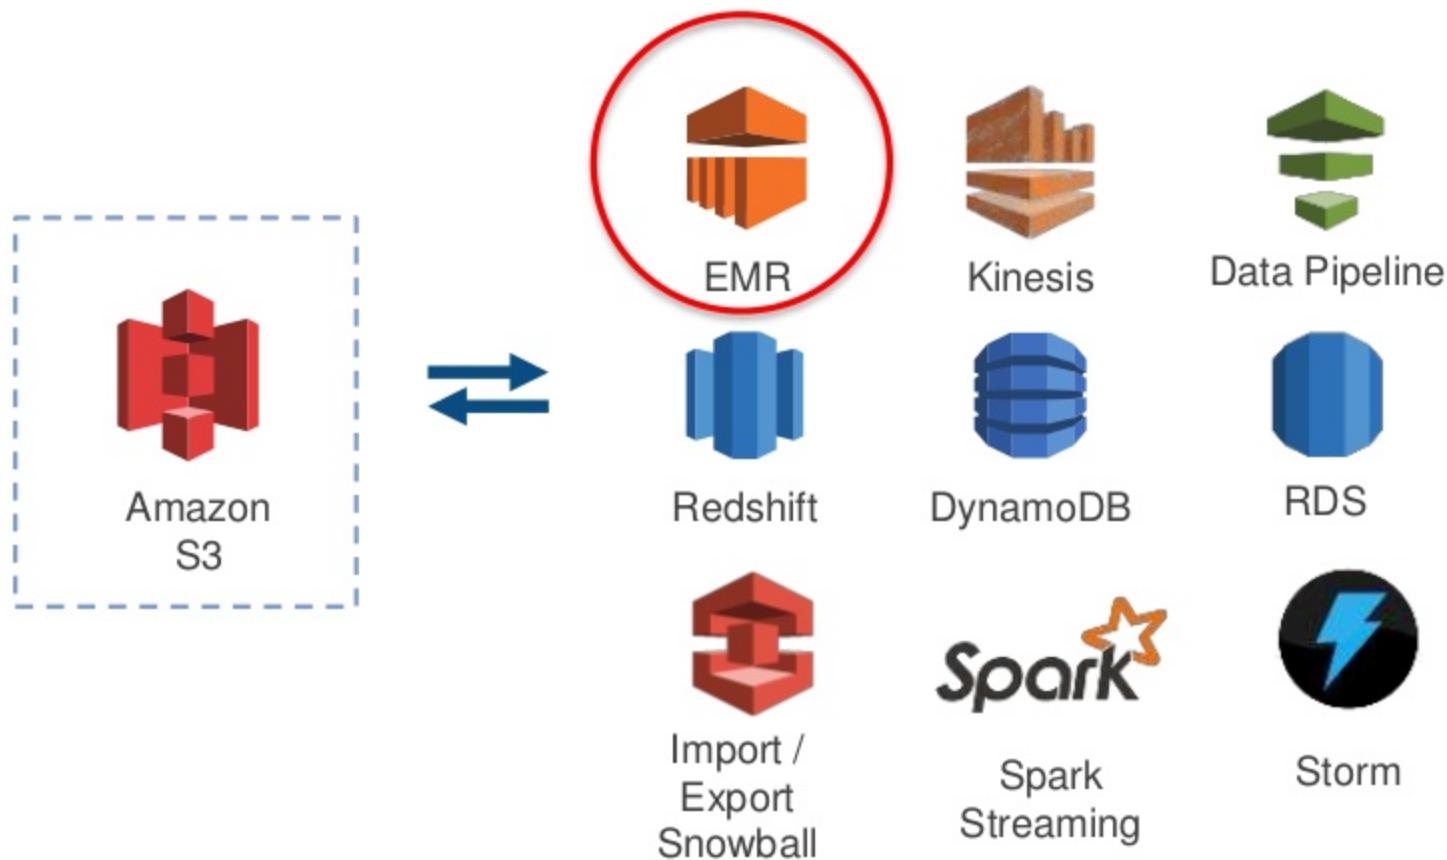 EMR
Kinesis
Data Pipeline
Amazon
S3
Redshift
DynamoDB
RDS
Spark
Import /
Export
Snowball
Spark
Streaming
Storm